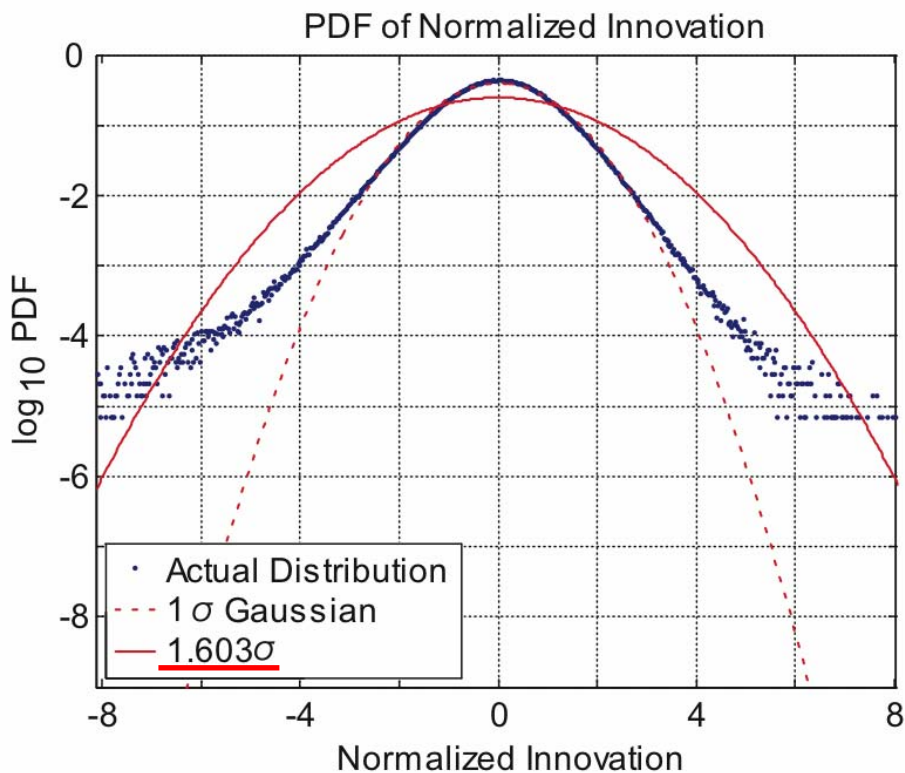 PDF of Normalized Innovation
0
-2
-4
-6
-8
log10 PDF
Actual Distribution
1σ Gaussian
1.603σ
-8 -4 0 4 8
Normalized Innovation